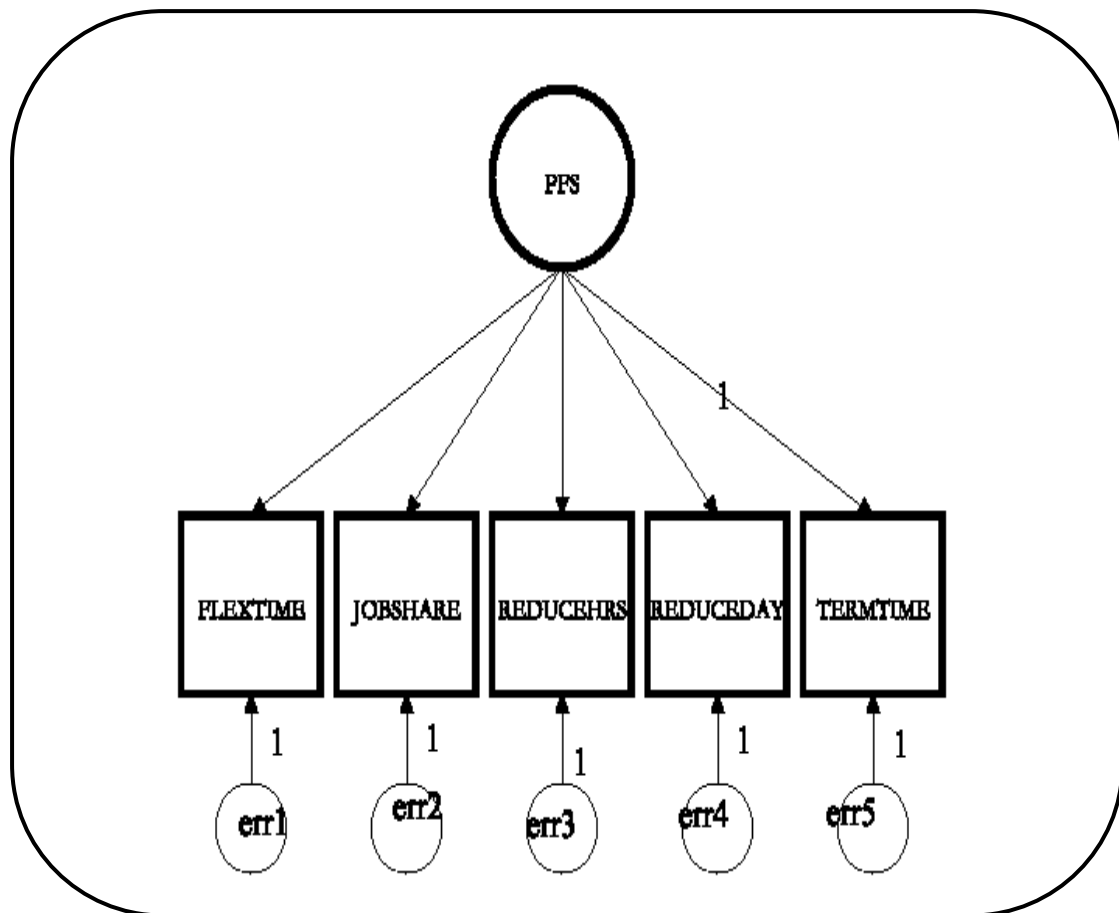 PFS
1
FLEXTIME JOBSHARE REDUCEHRS REDUCEDAY TERMTIME
1 1 1 1 1
err1 err2 err3 err4 err5